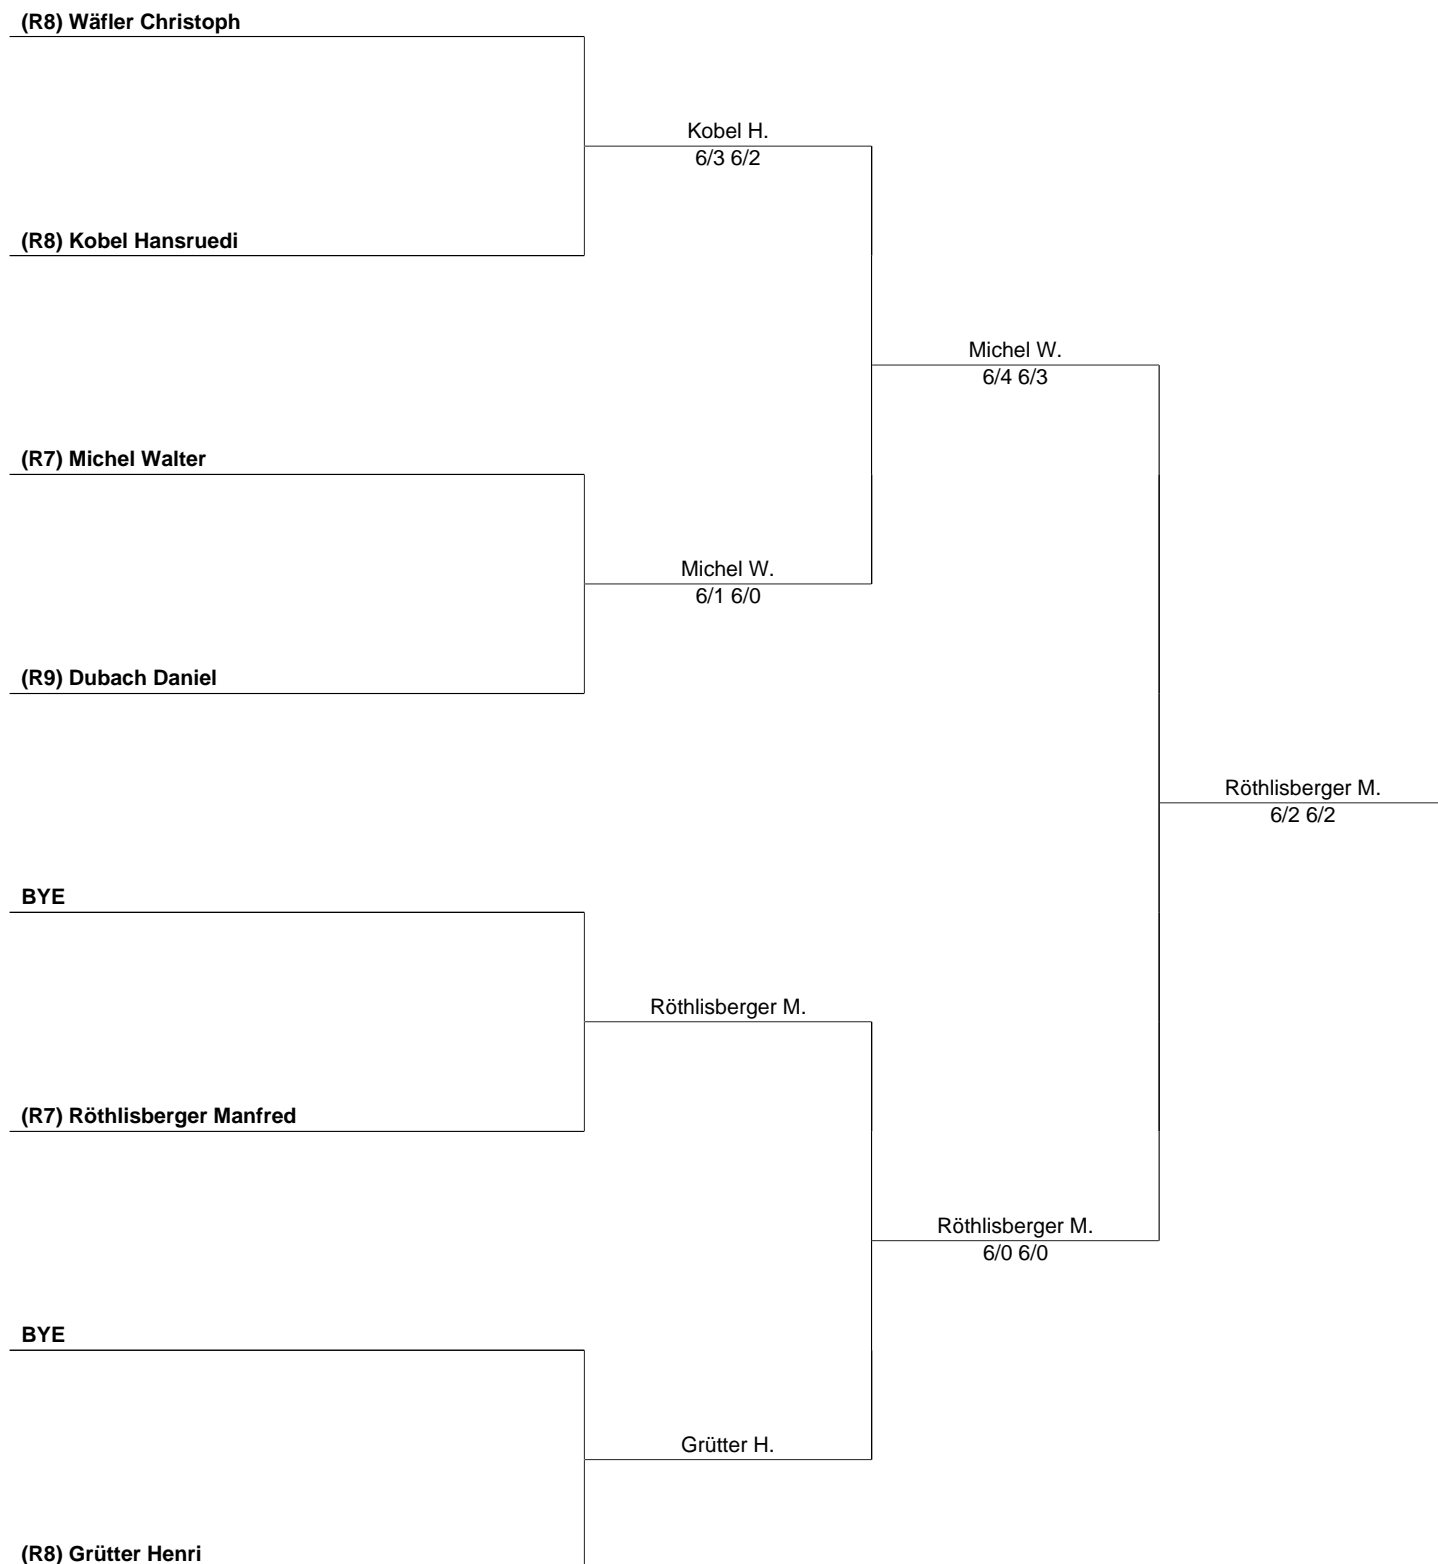 (R8) Wäfler Christoph
Kobel H.
6/3 6/2
(R8) Kobel Hansruedi
Michel W.
6/4 6/3
(R7) Michel Walter
Michel W.
6/1 6/0
(R9) Dubach Daniel
Röthlisberger M.
6/2 6/2
BYE
Röthlisberger M.
(R7) Röthlisberger Manfred
Röthlisberger M.
6/0 6/0
BYE
Grütter H.
(R8) Grütter Henri